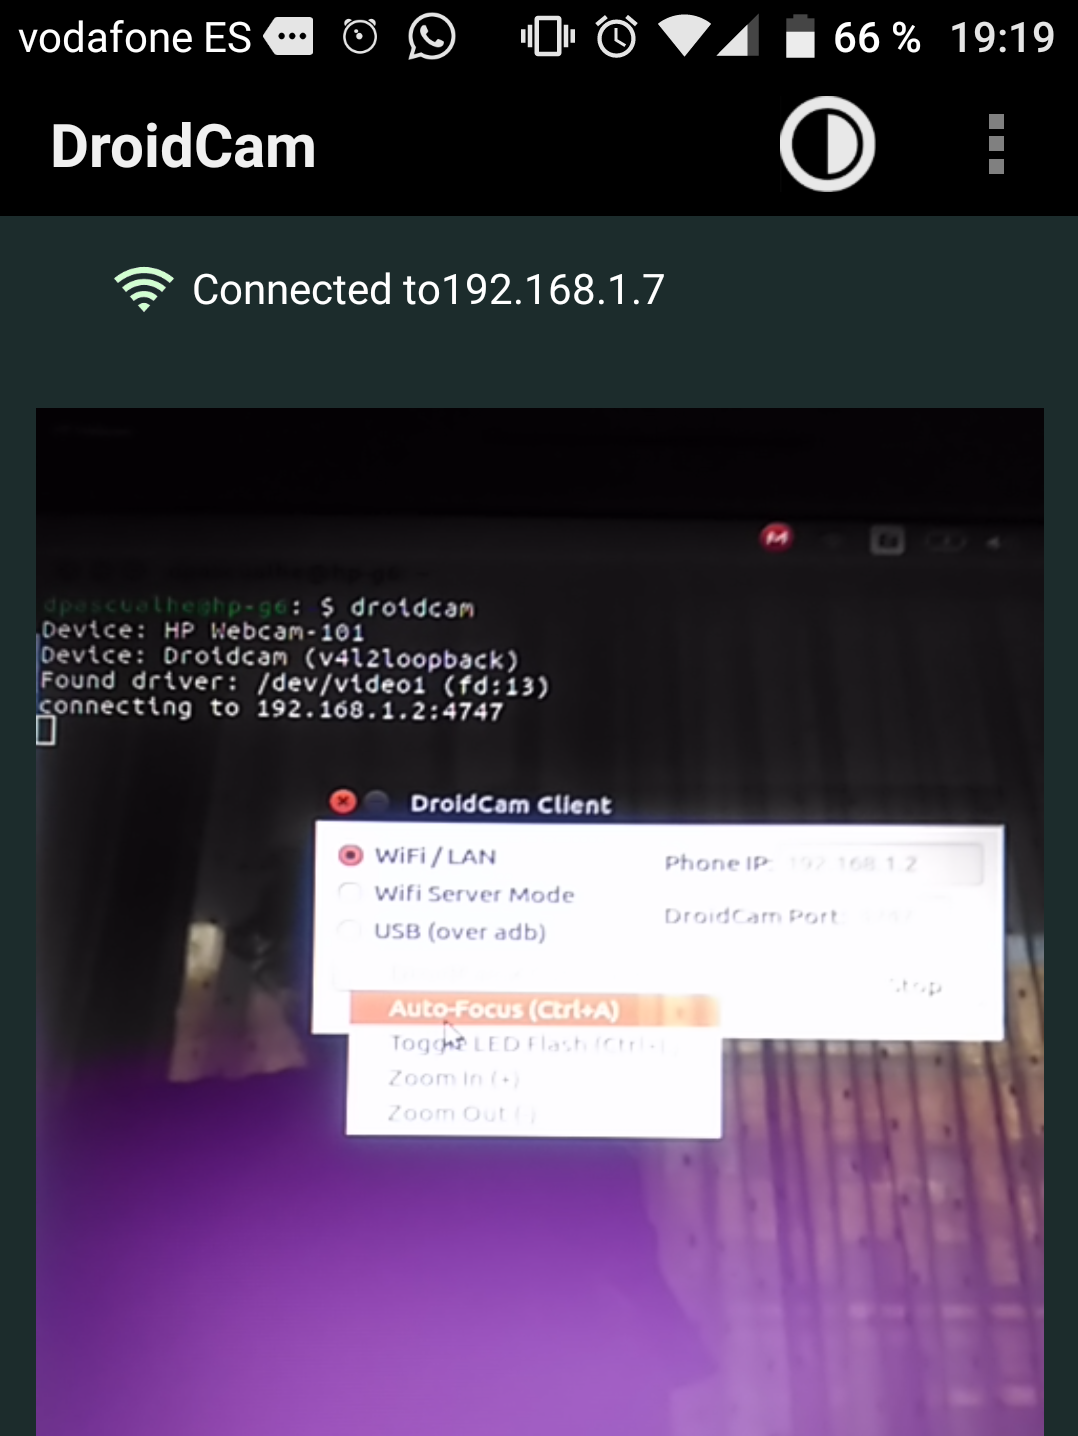 vodafone ES 66 % 19:19
DroidCam
Connected to192.168.1.7
dpascualhe@hp-g6: $ droidcam
Device: HP Webcam-101
Device: Droidcam (v4l2loopback)
Found driver: /dev/video1 (fd:13)
connecting to 192.168.1.2:4747
DroidCam Client
WiFi / LAN
Phone IP: 192.168.1.2
Wifi Server Mode
DroidCam Port:
USB (over adb)
Stop
Auto-Focus (Ctrl+A)
Toggle LED Flash (Ctrl+
Zoom In (+)
Zoom Out (-)